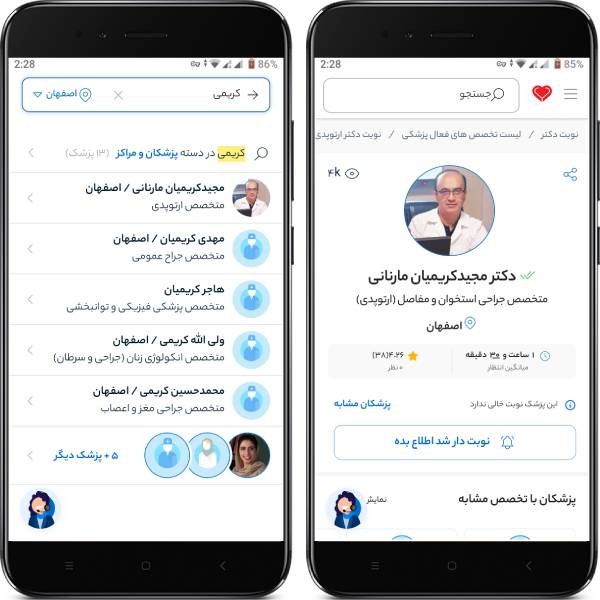 2:28
86%
کریمی
اصفهان
کریمی در دسته پزشکان و مراکز (۱۳ پزشک)
مجیدکریمیان مارنانی / اصفهان
متخصص ارتوپدی
مهدی کریمیان / اصفهان
متخصص جراح عمومی
هاجر کریمیان
متخصص پزشکی فیزیکی و توانبخشی
ولی الله کریمی / اصفهان
متخصص انکولوژی زنان (جراحی و سرطان)
محمدحسین کریمی / اصفهان
متخصص جراحی مغز و اعصاب
۵ + پزشک دیگر
2:28
85%
جستجو
نوبت دکتر / لیست تخصص های فعال پزشکی / نوبت دکتر ارتوپدی
۴k
دکتر مجیدکریمیان مارنانی
متخصص جراحی استخوان و مفاصل (ارتوپدی)
اصفهان
۱ ساعت و ۳۰ دقیقه
میانگین انتظار
۴.۲۶(۳۸)
۰ نظر
این پزشک نوبت خالی ندارد
پزشکان مشابه
نوبت دار شد اطلاع بده
پزشکان با تخصص مشابه
نمایش